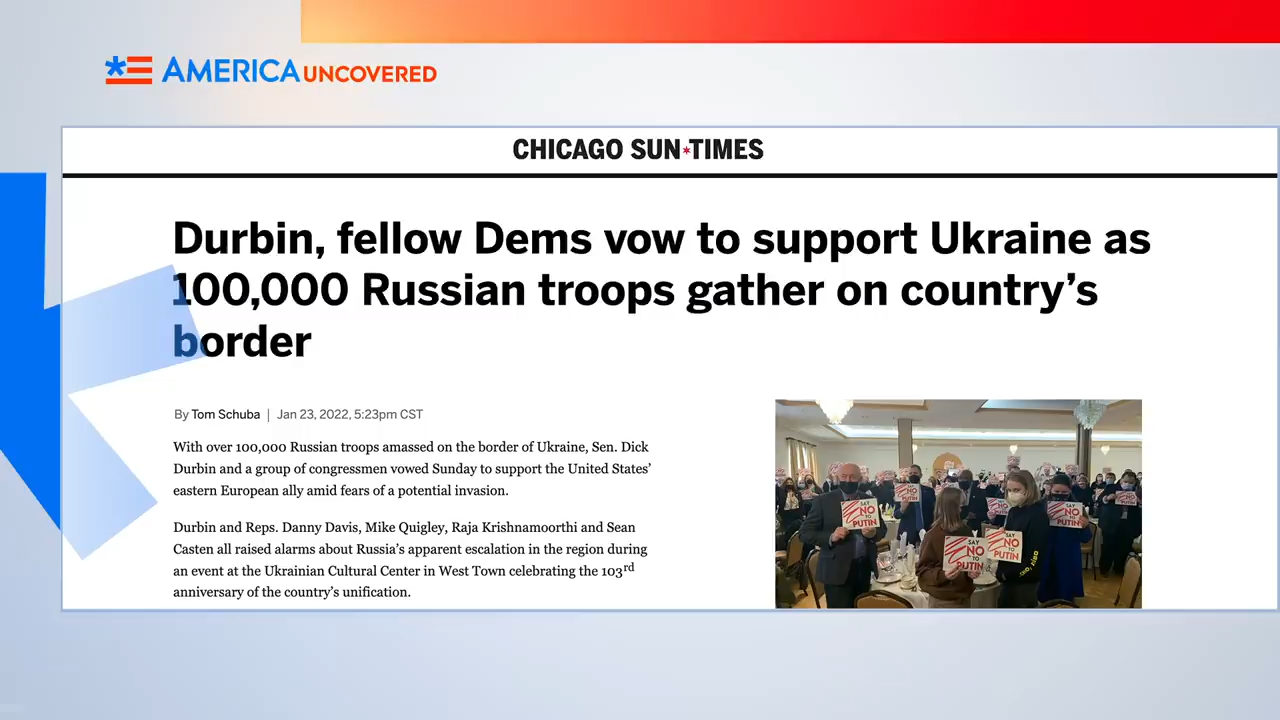 AMERICA UNCOVERED
CHICAGO SUN*TIMES
Durbin, fellow Dems vow to support Ukraine as
100,000 Russian troops gather on country's
border
By Tom Schuba | Jan 23, 2022, 5:23pm CST
With over 100,000 Russian troops amassed on the border of Ukraine, Sen. Dick
Durbin and a group of congressmen vowed Sunday to support the United States'
eastern European ally amid fears of a potential invasion.
Durbin and Reps. Danny Davis, Mike Quigley, Raja Krishnamoorthi and Sean
Casten all raised alarms about Russia's apparent escalation in the region during
an event at the Ukrainian Cultural Center in West Town celebrating the 103rd
anniversary of the country's unification.
SAY
NO
TO
PUTIN
SAY
NO
TO
PUTIN
SAY
NO
TO
PUTIN